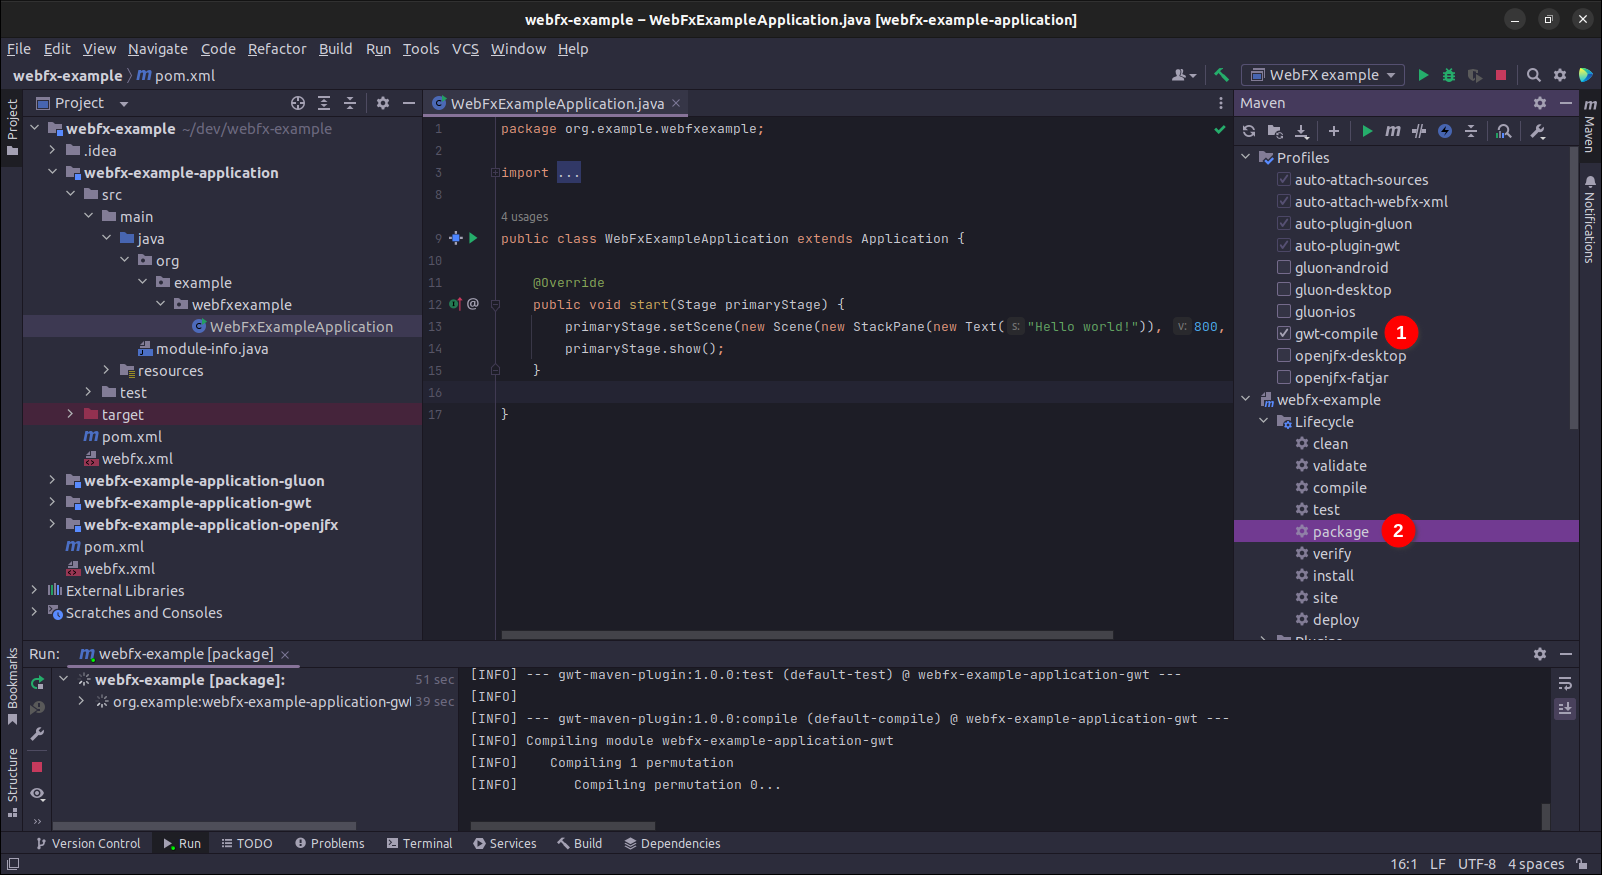 webfx-example – WebFxExampleApplication.java [webfx-example-application]
File Edit View Navigate Code Refactor Build Run Tools VCS Window Help
webfx-example pom.xml
WebFX example
Project
Project
webfx-example ~/dev/webfx-example
.idea
webfx-example-application
src
main
java
org
example
webfxexample
WebFxExampleApplication
module-info.java
resources
test
target
pom.xml
webfx.xml
webfx-example-application-gluon
webfx-example-application-gwt
webfx-example-application-openjfx
pom.xml
webfx.xml
External Libraries
Scratches and Consoles
WebFxExampleApplication.java
1 package org.example.webfxexample;
2
3 import ...
8
4 usages
9 public class WebFxExampleApplication extends Application {
10
11 @Override
12 public void start(Stage primaryStage) {
13 primaryStage.setScene(new Scene(new StackPane(new Text( s: "Hello world!")), v: 800,
14 primaryStage.show();
15 }
16
17 }
Maven
Profiles
auto-attach-sources
auto-attach-webfx-xml
auto-plugin-gluon
auto-plugin-gwt
gluon-android
gluon-desktop
gluon-ios
gwt-compile 1
openjfx-desktop
openjfx-fatjar
webfx-example
Lifecycle
clean
validate
compile
test
package 2
verify
install
site
deploy
Plugins
Maven
Notifications
Bookmarks
Structure
Run: webfx-example [package]
webfx-example [package]: 51 sec
org.example:webfx-example-application-gwt 39 sec
[INFO] --- gwt-maven-plugin:1.0.0:test (default-test) @ webfx-example-application-gwt ---
[INFO]
[INFO] --- gwt-maven-plugin:1.0.0:compile (default-compile) @ webfx-example-application-gwt ---
[INFO] Compiling module webfx-example-application-gwt
[INFO] Compiling 1 permutation
[INFO] Compiling permutation 0...
Version Control Run TODO Problems Terminal Services Build Dependencies
16:1 LF UTF-8 4 spaces